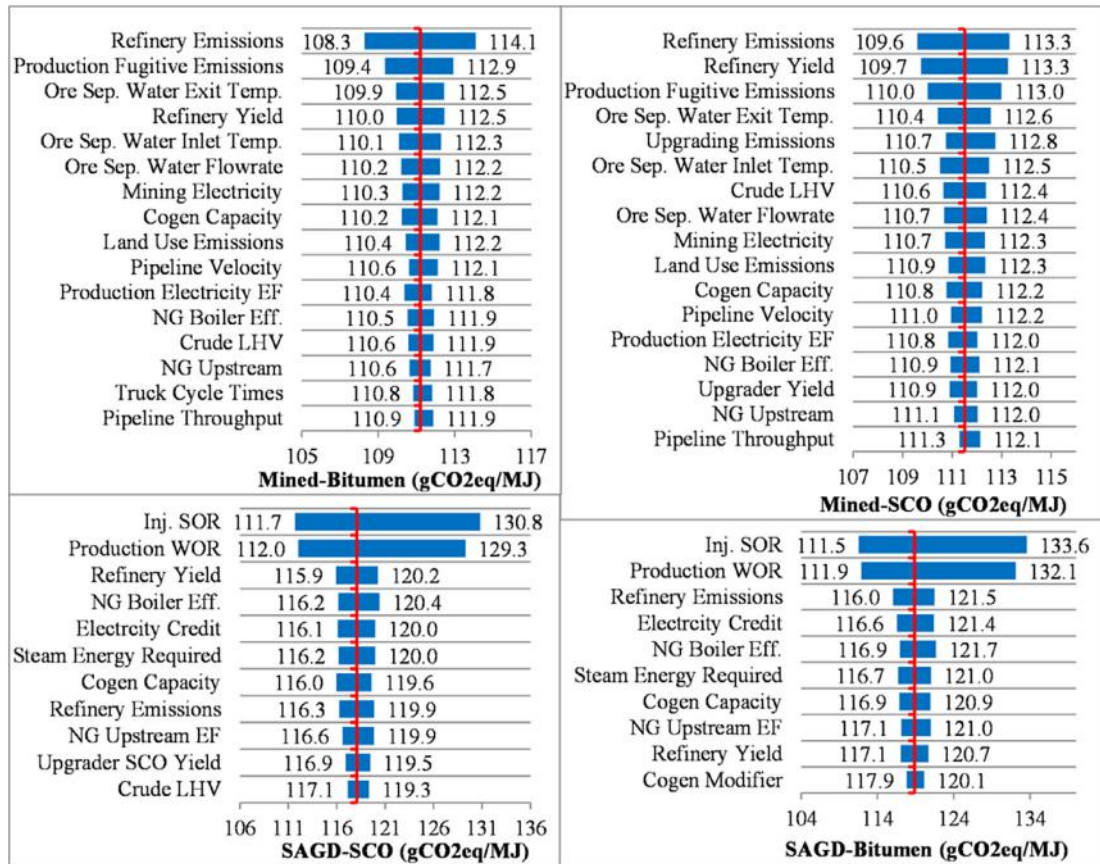 Refinery Emissions 108.3 114.1
Production Fugitive Emissions 109.4 112.9
Ore Sep. Water Exit Temp. 109.9 112.5
Refinery Yield 110.0 112.5
Ore Sep. Water Inlet Temp. 110.1 112.3
Ore Sep. Water Flowrate 110.2 112.2
Mining Electricity 110.3 112.2
Cogen Capacity 110.2 112.1
Land Use Emissions 110.4 112.2
Pipeline Velocity 110.6 112.1
Production Electricity EF 110.4 111.8
NG Boiler Eff. 110.5 111.9
Crude LHV 110.6 111.9
NG Upstream 110.6 111.7
Truck Cycle Times 110.8 111.8
Pipeline Throughput 110.9 111.9
105 109 113 117
Mined-Bitumen (gCO2eq/MJ)
Refinery Emissions 109.6 113.3
Refinery Yield 109.7 113.3
Production Fugitive Emissions 110.0 113.0
Ore Sep. Water Exit Temp. 110.4 112.6
Upgrading Emissions 110.7 112.8
Ore Sep. Water Inlet Temp. 110.5 112.5
Crude LHV 110.6 112.4
Ore Sep. Water Flowrate 110.7 112.4
Mining Electricity 110.7 112.3
Land Use Emissions 110.9 112.3
Cogen Capacity 110.8 112.2
Pipeline Velocity 111.0 112.2
Production Electricity EF 110.8 112.0
NG Boiler Eff. 110.9 112.1
Upgrader Yield 110.9 112.0
NG Upstream 111.1 112.0
Pipeline Throughput 111.3 112.1
107 109 111 113 115
Mined-SCO (gCO2eq/MJ)
Inj. SOR 111.7 130.8
Production WOR 112.0 129.3
Refinery Yield 115.9 120.2
NG Boiler Eff. 116.2 120.4
Electrcity Credit 116.1 120.0
Steam Energy Required 116.2 120.0
Cogen Capacity 116.0 119.6
Refinery Emissions 116.3 119.9
NG Upstream EF 116.6 119.9
Upgrader SCO Yield 116.9 119.5
Crude LHV 117.1 119.3
106 111 116 121 126 131 136
SAGD-SCO (gCO2eq/MJ)
Inj. SOR 111.5 133.6
Production WOR 111.9 132.1
Refinery Emissions 116.0 121.5
Electrcity Credit 116.6 121.4
NG Boiler Eff. 116.9 121.7
Steam Energy Required 116.7 121.0
Cogen Capacity 116.9 120.9
NG Upstream EF 117.1 121.0
Refinery Yield 117.1 120.7
Cogen Modifier 117.9 120.1
104 114 124 134
SAGD-Bitumen (gCO2eq/MJ)